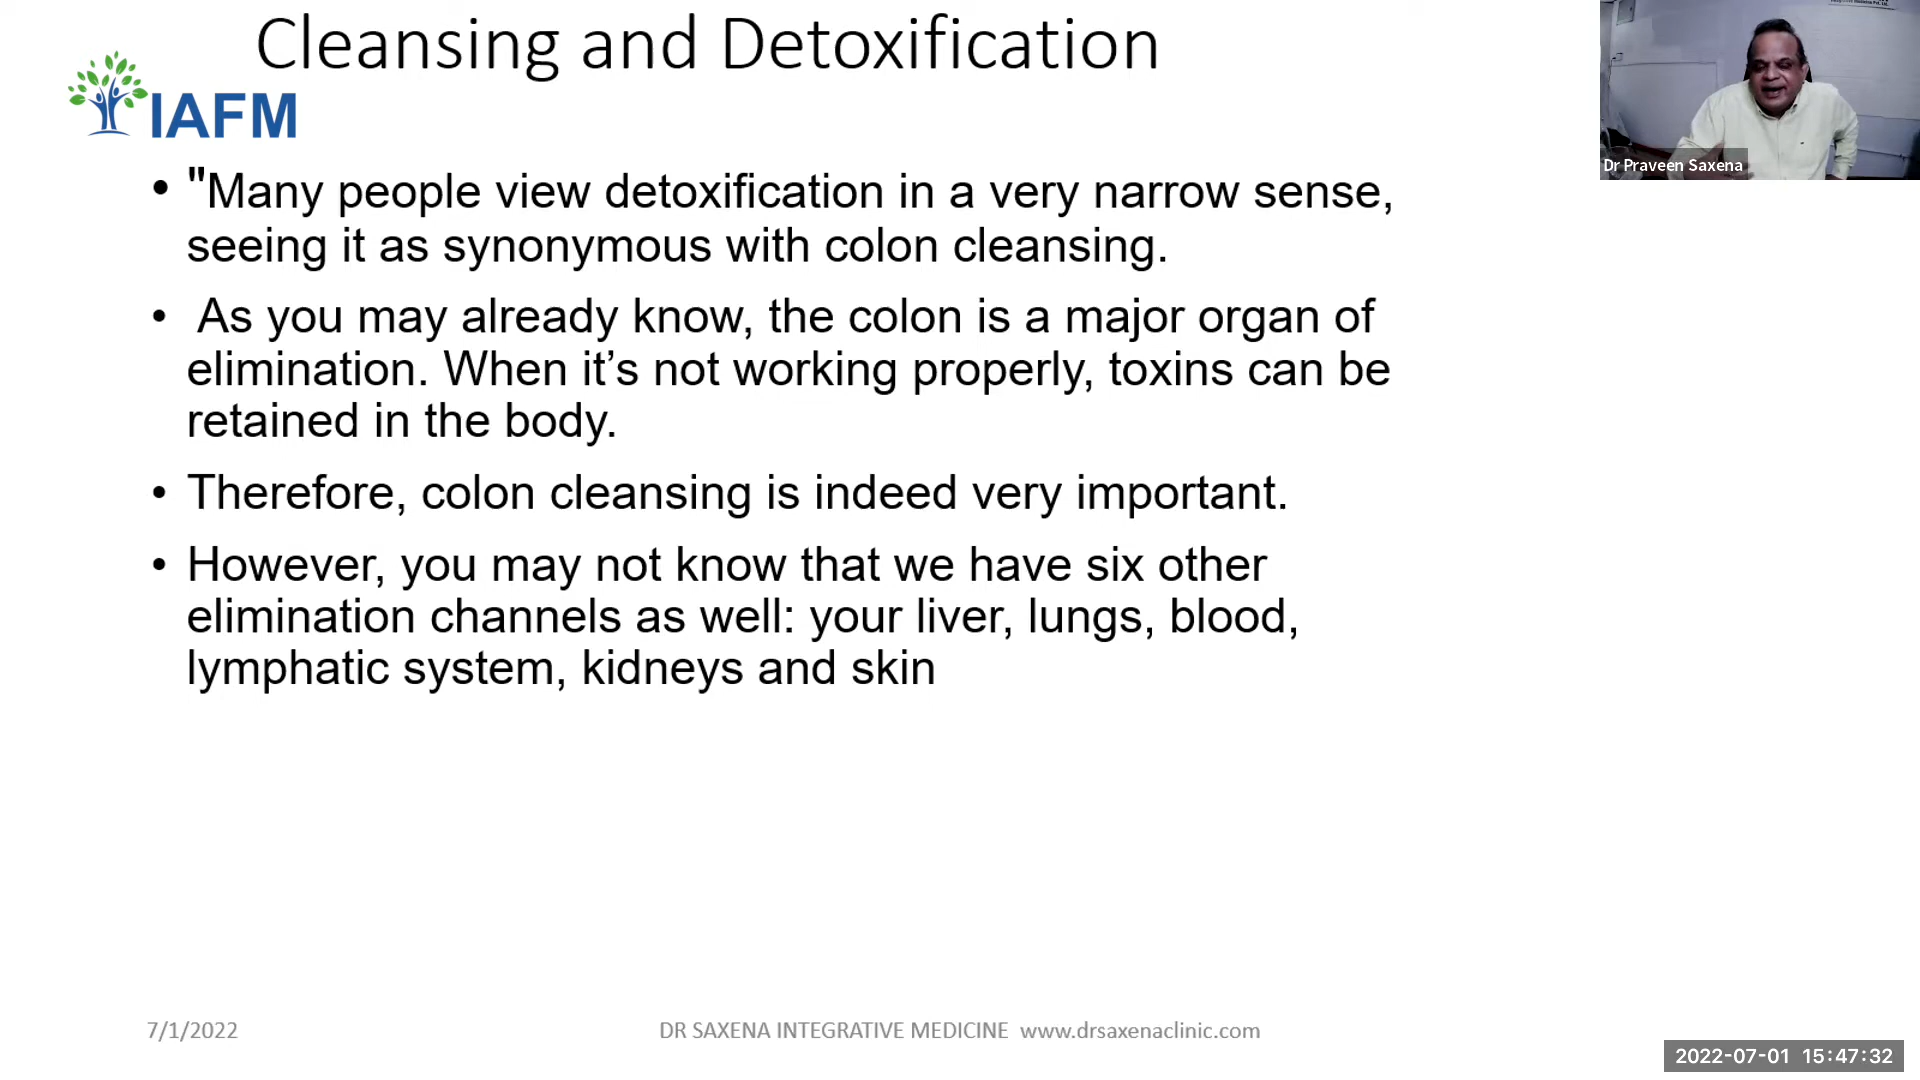 Cleansing and Detoxification
IAFM
• "Many people view detoxification in a very narrow sense,
seeing it as synonymous with colon cleansing.
• As you may already know, the colon is a major organ of
elimination. When it’s not working properly, toxins can be
retained in the body.
• Therefore, colon cleansing is indeed very important.
• However, you may not know that we have six other
elimination channels as well: your liver, lungs, blood,
lymphatic system, kidneys and skin
Dr Praveen Saxena
7/1/2022
DR SAXENA INTEGRATIVE MEDICINE www.drsaxenaclinic.com
2022-07-01 15:47:32